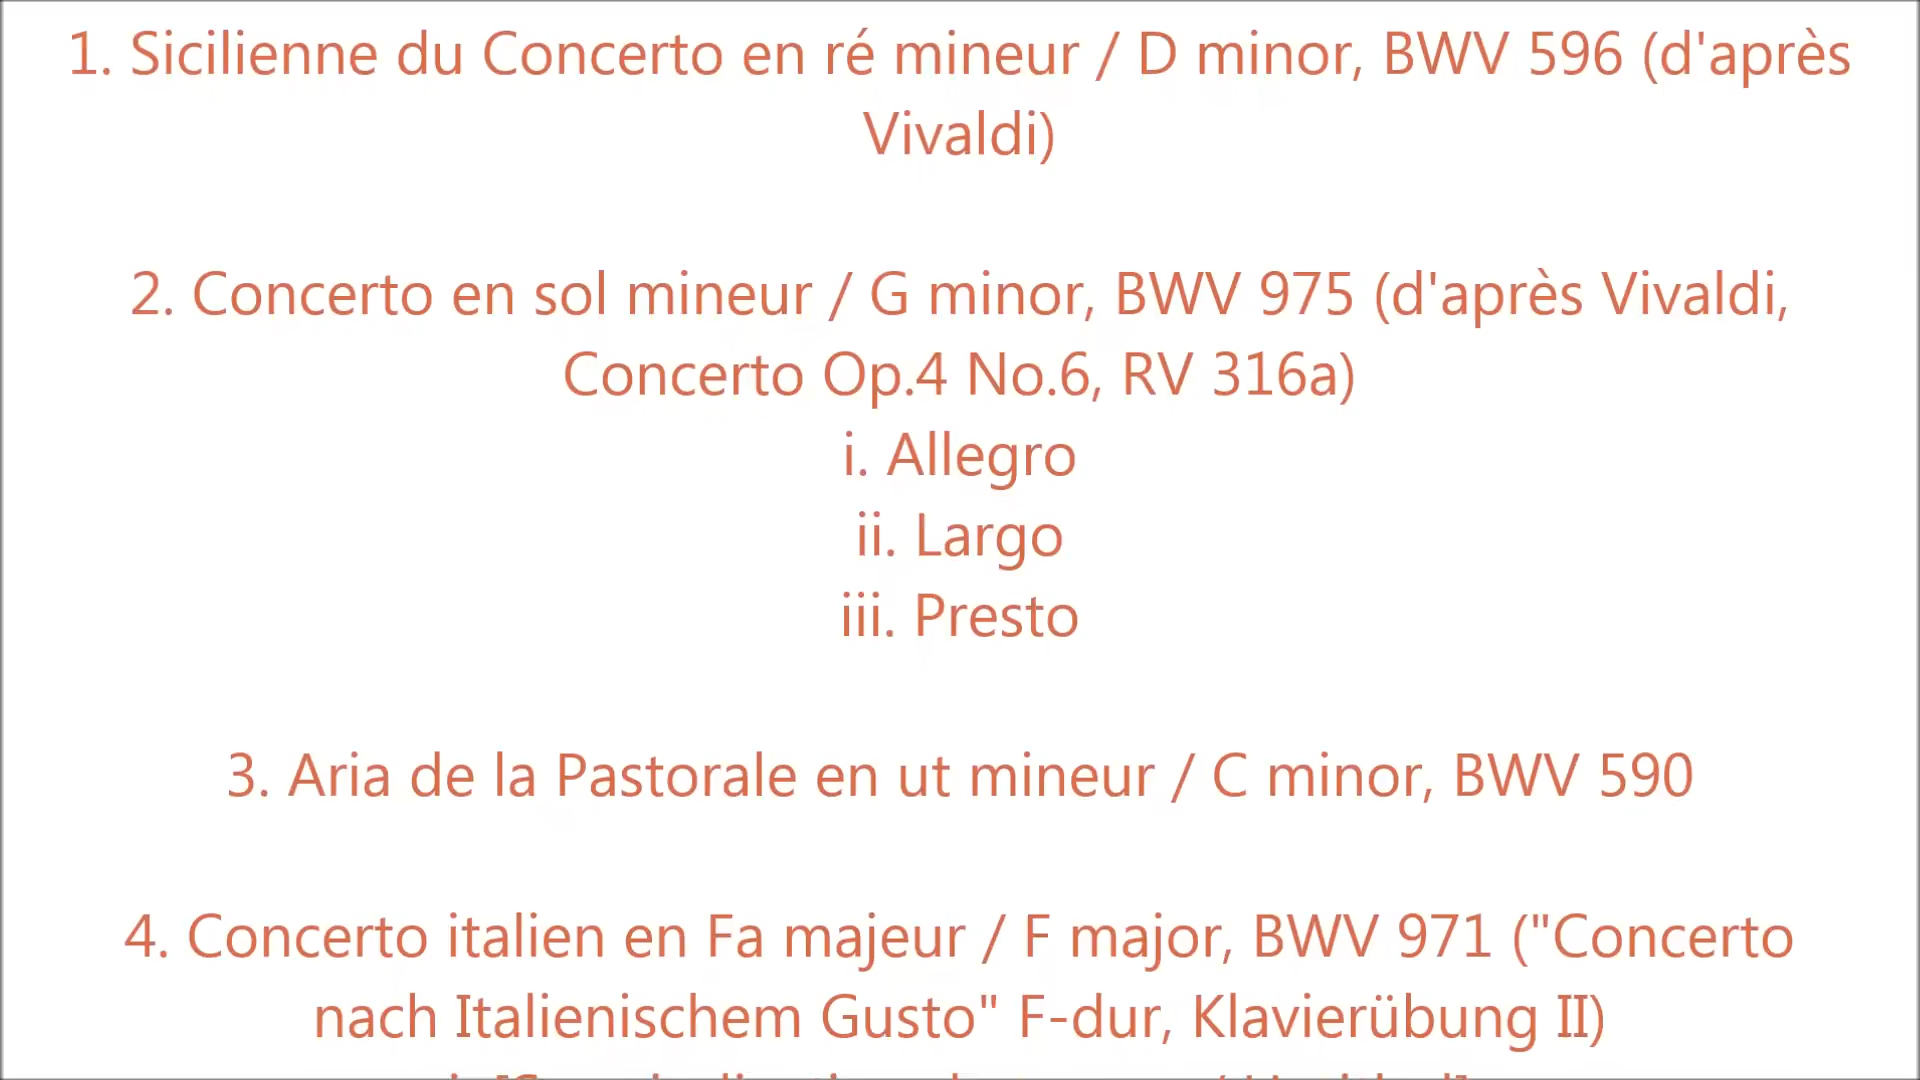 1. Sicilienne du Concerto en ré mineur / D minor, BWV 596 (d'après
Vivaldi)
2. Concerto en sol mineur / G minor, BWV 975 (d'après Vivaldi,
Concerto Op.4 No.6, RV 316a)
i. Allegro
ii. Largo
iii. Presto
3. Aria de la Pastorale en ut mineur / C minor, BWV 590
4. Concerto italien en Fa majeur / F major, BWV 971 ("Concerto
nach Italienischem Gusto" F-dur, Klavierübung II)